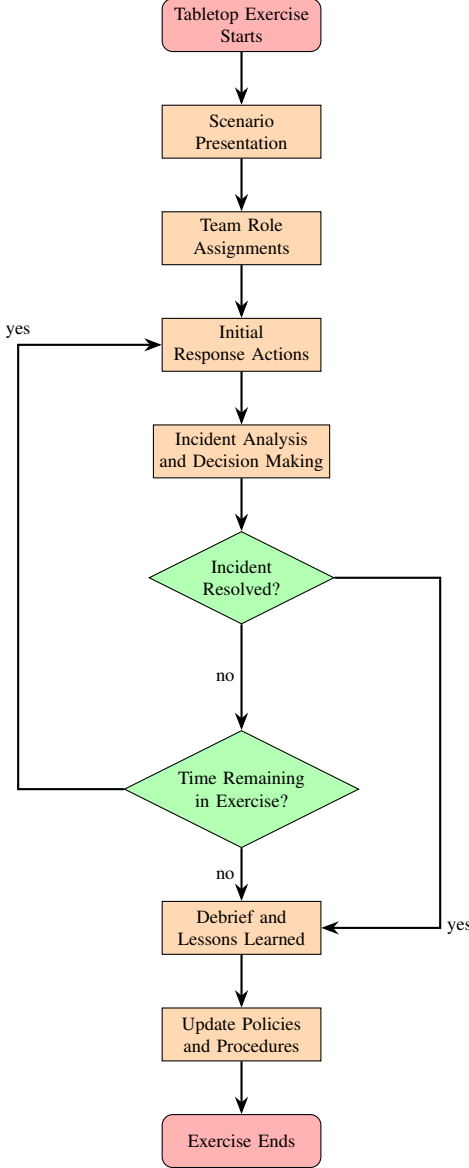 Tabletop Exercise
Starts
Scenario
Presentation
Team Role
Assignments
yes
Initial
Response Actions
Incident Analysis
and Decision Making
Incident
Resolved?
no
Time Remaining
in Exercise?
no
Debrief and
Lessons Learned
yes
Update Policies
and Procedures
Exercise Ends